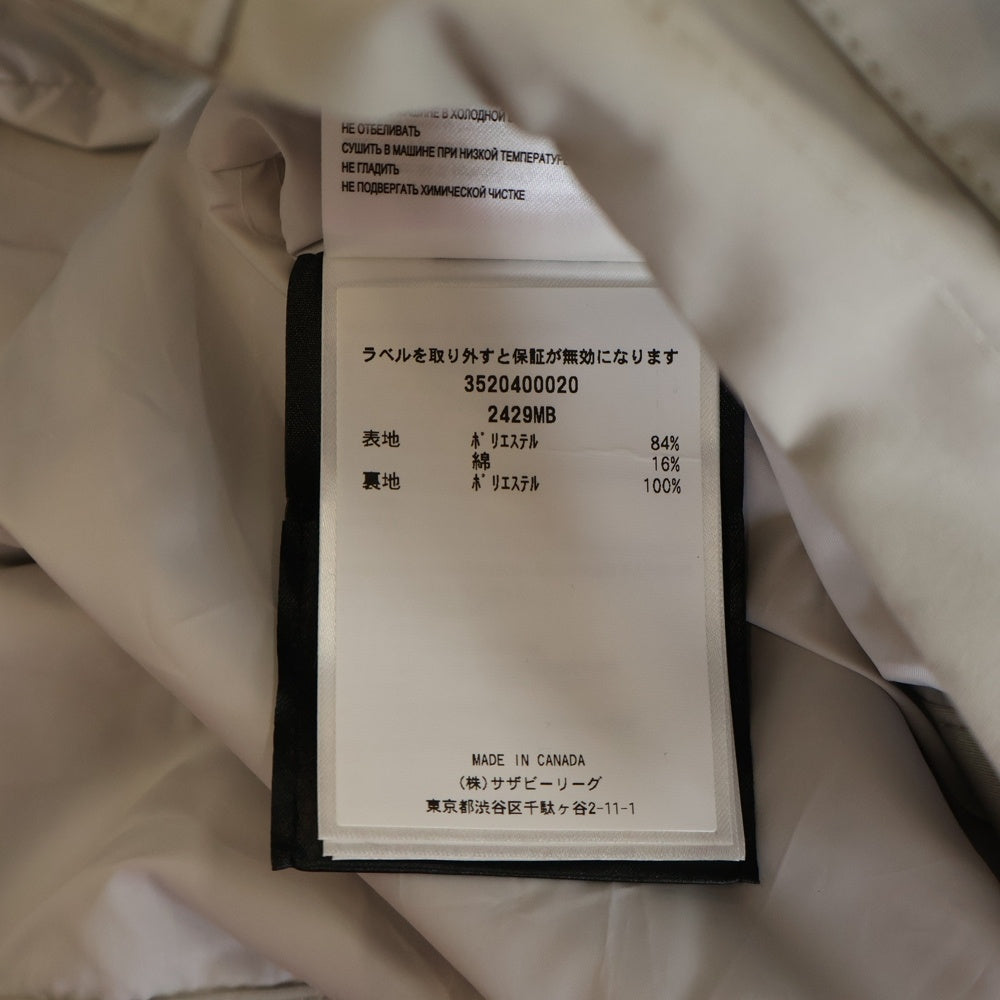 В ХОЛОДНОЙ
НЕ ОТБЕЛИВАТЬ
СУШИТЬ В МАШИНЕ ПРИ НИЗКОЙ ТЕМПЕРАТУРЕ
НЕ ГЛАДИТЬ
НЕ ПОДВЕРГАТЬ ХИМИЧЕСКОЙ ЧИСТКЕ
ラベルを取り外すと保証が無効になります
3520400020
2429MB
表地 ﾎﾟﾘｴｽﾃﾙ 84%
綿 16%
裏地 ﾎﾟﾘｴｽﾃﾙ 100%
MADE IN CANADA
(株)サザビーリーグ
東京都渋谷区千駄ヶ谷2-11-1